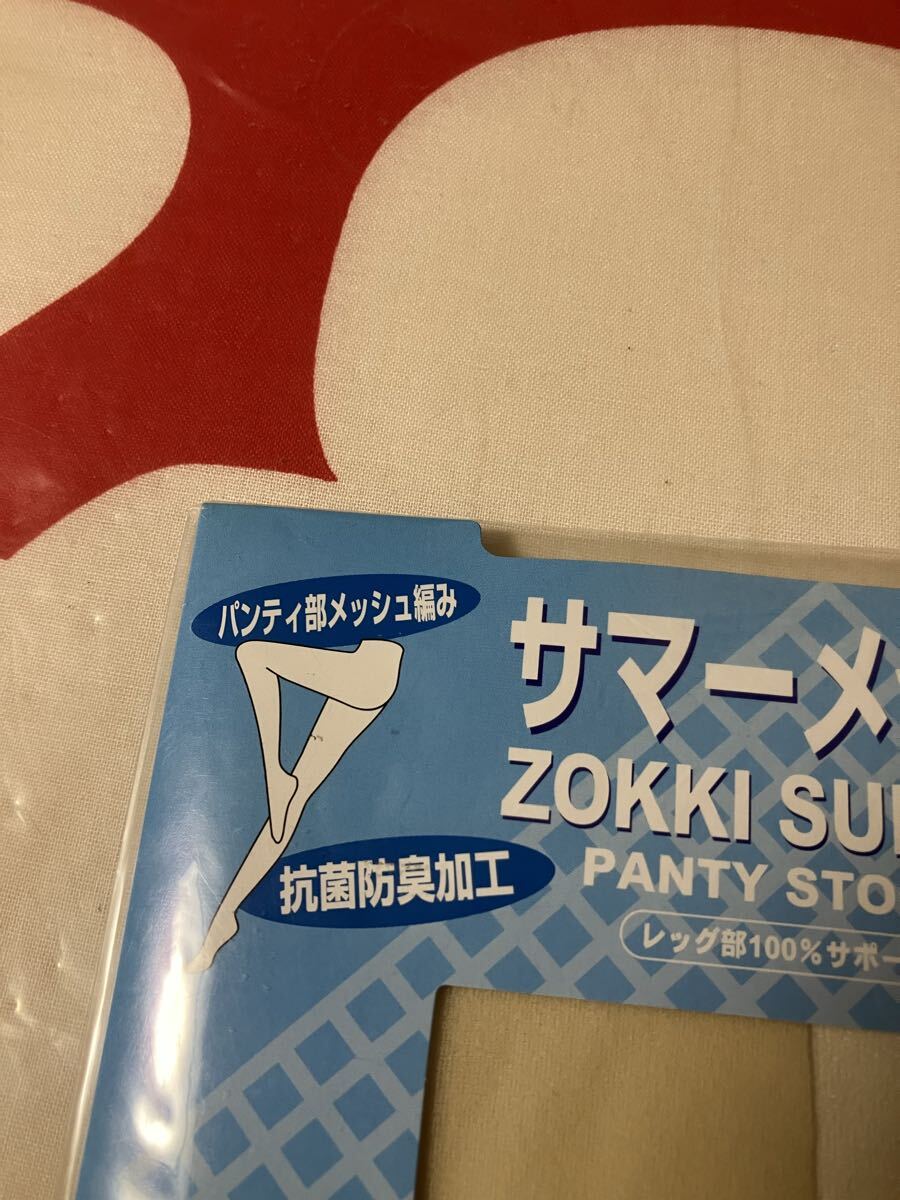 パンティ部メッシュ編み
サマーメ
ZOKKI SU
PANTY STO
抗菌防臭加工
レッグ部100%サポー